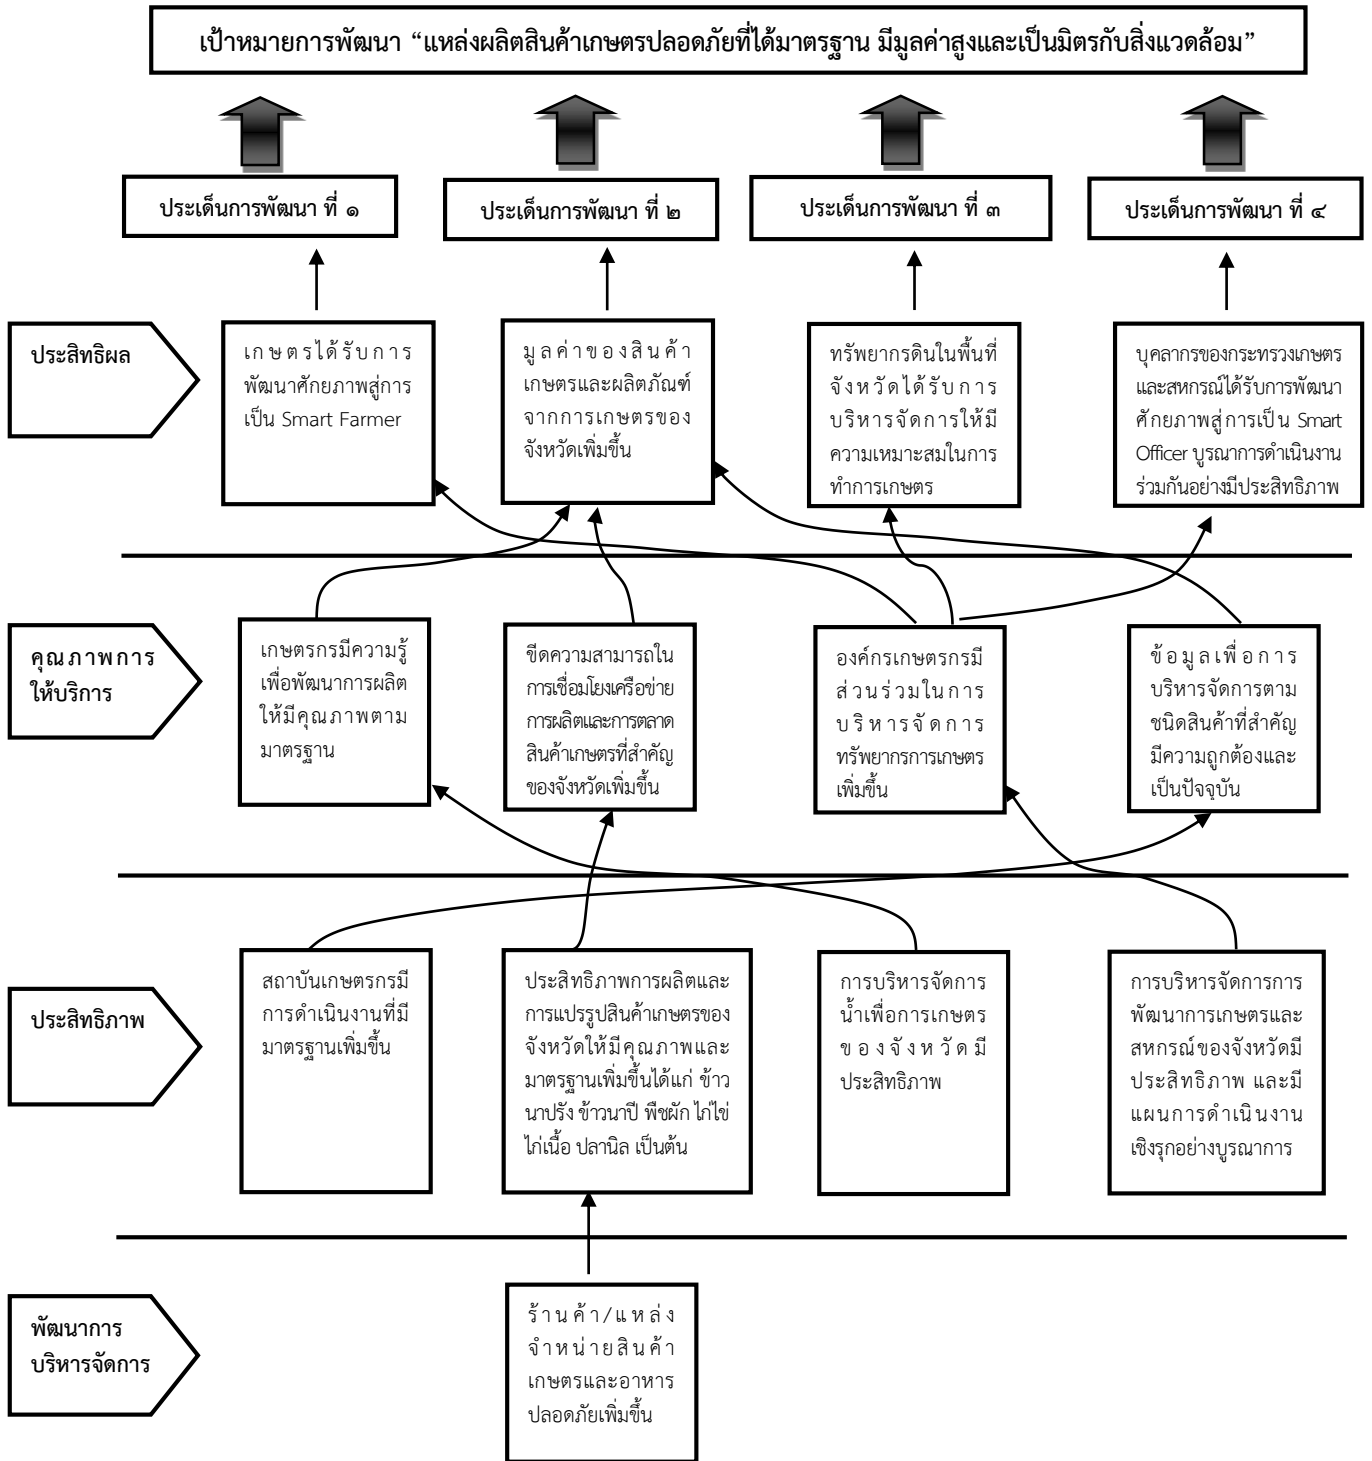 เป้าหมายการพัฒนา “แหล่งผลิตสินค้าเกษตรปลอดภัยที่ได้มาตรฐาน มีมูลค่าสูงและเป็นมิตรกับสิ่งแวดล้อม”
ประเด็นการพัฒนา ที่ ๑
ประเด็นการพัฒนา ที่ ๒
ประเด็นการพัฒนา ที่ ๓
ประเด็นการพัฒนา ที่ ๔
ประสิทธิผล
เกษตรได้รับการ
พัฒนาศักยภาพสู่การ
เป็น Smart Farmer
มูลค่าของสินค้า
เกษตรและผลิตภัณฑ์
จากการเกษตรของ
จังหวัดเพิ่มขึ้น
ทรัพยากรดินในพื้นที่
จังหวัดได้รับการ
บริหารจัดการให้มี
ความเหมาะสมในการ
ทำการเกษตร
บุคลากรของกระทรวงเกษตร
และสหกรณ์ได้รับการพัฒนา
ศักยภาพสู่การเป็น Smart
Officer บูรณาการดำเนินงาน
ร่วมกันอย่างมีประสิทธิภาพ
คุณภาพการ
ให้บริการ
เกษตรกรมีความรู้
เพื่อพัฒนาการผลิต
ให้มีคุณภาพตาม
มาตรฐาน
ขีดความสามารถใน
การเชื่อมโยงเครือข่าย
การผลิตและการตลาด
สินค้าเกษตรที่สำคัญ
ของจังหวัดเพิ่มขึ้น
องค์กรเกษตรกรมี
ส่วนร่วมในการ
บริหารจัดการ
ทรัพยากรการเกษตร
เพิ่มขึ้น
ข้อมูลเพื่อการ
บริหารจัดการตาม
ชนิดสินค้าที่สำคัญ
มีความถูกต้องและ
เป็นปัจจุบัน
ประสิทธิภาพ
สถาบันเกษตรกรมี
การดำเนินงานที่มี
มาตรฐานเพิ่มขึ้น
ประสิทธิภาพการผลิตและ
การแปรรูปสินค้าเกษตรของ
จังหวัดให้มีคุณภาพและ
มาตรฐานเพิ่มขึ้นได้แก่ ข้าว
นาปรัง ข้าวนาปี พืชผัก ไก่ไข่
ไก่เนื้อ ปลานิล เป็นต้น
การบริหารจัดการ
น้ำเพื่อการเกษตร
ของจังหวัดมี
ประสิทธิภาพ
การบริหารจัดการการ
พัฒนาการเกษตรและ
สหกรณ์ของจังหวัดมี
ประสิทธิภาพ และมี
แผนการดำเนินงาน
เชิงรุกอย่างบูรณาการ
พัฒนาการ
บริหารจัดการ
ร้านค้า/แหล่ง
จำหน่ายสินค้า
เกษตรและอาหาร
ปลอดภัยเพิ่มขึ้น